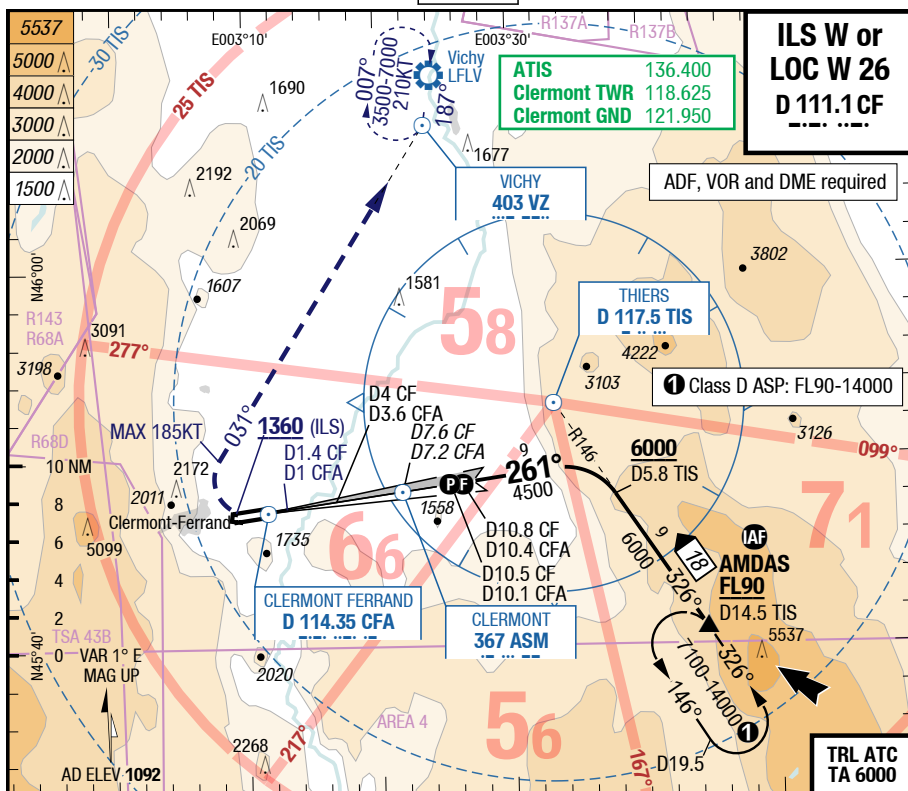 5537
5000
4000
3000
2000
1500
30 TIS
25 TIS
20 TIS
E003°10'
E003°30'
R137A
R137B
007°
3500-7000
210KT
187°
Vichy
LFLV
ATIS 136.400
Clermont TWR 118.625
Clermont GND 121.950
ILS W or
LOC W 26
D 111.1 CF
ADF, VOR and DME required
1690
1677
2192
2069
VICHY
403 VZ
3802
N46°00'
1607
1581
58
THIERS
D 117.5 TIS
R143
R68A
3091
277°
3198
4222
3103
1 Class D ASP: FL90-14000
3126
099°
R68D
MAX 185KT
031°
1360 (ILS)
D1.4 CF
D1 CFA
D4 CF
D3.6 CFA
D7.6 CF
D7.2 CFA
9
261°
4500
R146
6000
D5.8 TIS
10 NM
8
6
4
2
0
2172
2011
Clermont-Ferrand
P
F
1558
D10.8 CF
D10.4 CFA
D10.5 CF
D10.1 CFA
71
5099
1735
66
6000
9
18
326°
IAF
AMDAS
FL90
D14.5 TIS
CLERMONT FERRAND
D 114.35 CFA
CLERMONT
367 ASM
TSA 43B
N45°40'
VAR 1° E
MAG UP
2020
5537
326°
7100-14000
1
146°
D19.5
AREA 4
56
2268
217°
167°
AD ELEV 1092
TRL ATC
TA 6000